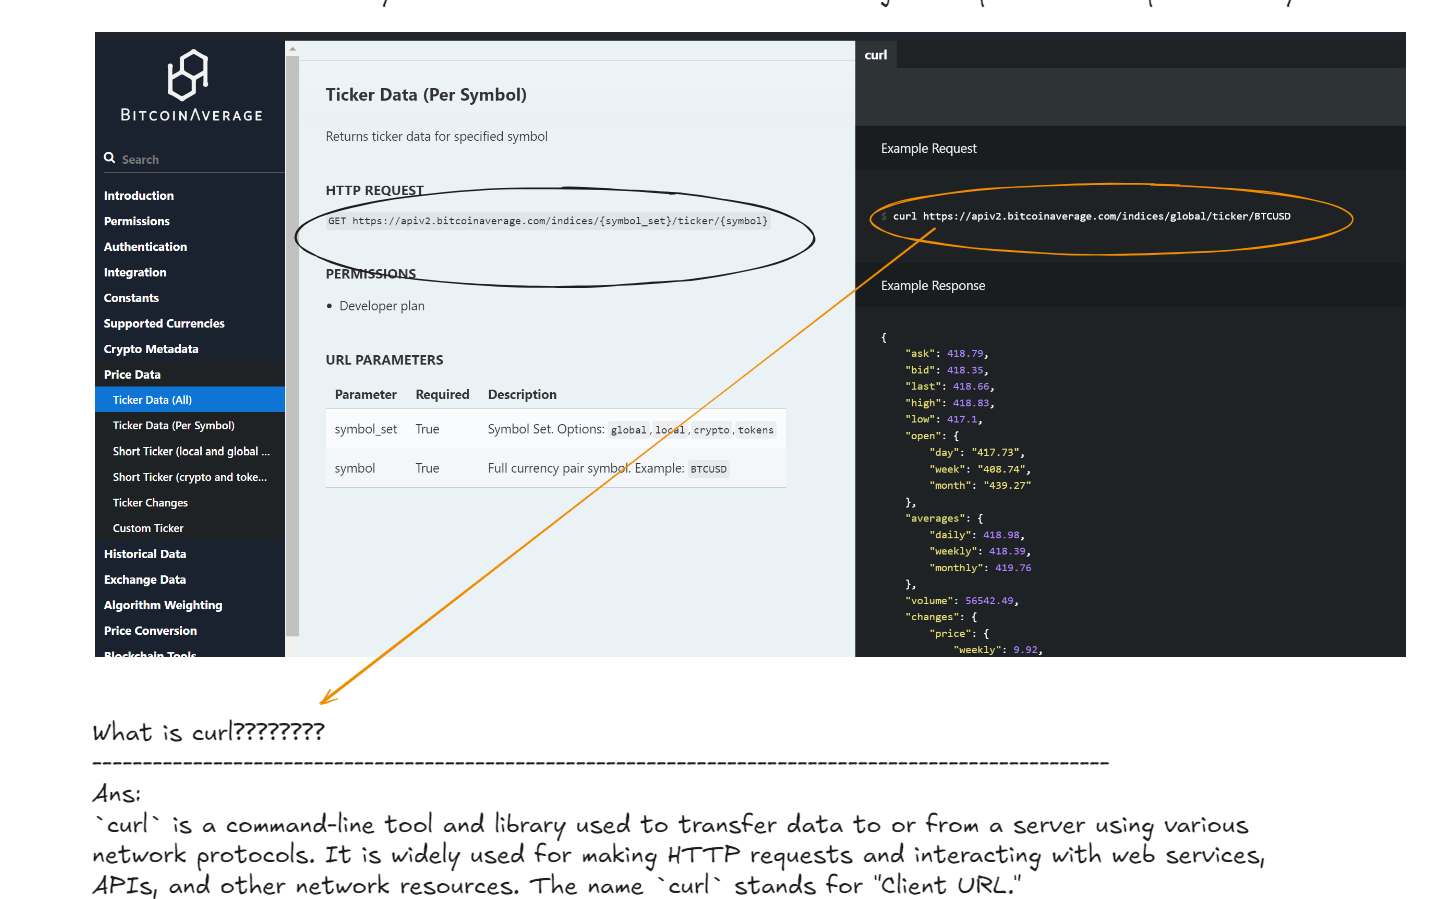 BITCOINAVERAGE
Search
Introduction
Permissions
Authentication
Integration
Constants
Supported Currencies
Crypto Metadata
Price Data
Ticker Data (All)
Ticker Data (Per Symbol)
Short Ticker (local and global ...
Short Ticker (crypto and toke...
Ticker Changes
Custom Ticker
Historical Data
Exchange Data
Algorithm Weighting
Price Conversion
Blockchain Tools
Ticker Data (Per Symbol)
Returns ticker data for specified symbol
HTTP REQUEST
GET https://apiv2.bitcoinaverage.com/indices/{symbol_set}/ticker/{symbol}
PERMISSIONS
• Developer plan
URL PARAMETERS
Parameter Required Description
symbol_set True Symbol Set. Options: global, local, crypto, tokens
symbol True Full currency pair symbol. Example: BTCUSD
curl
Example Request
$ curl https://apiv2.bitcoinaverage.com/indices/global/ticker/BTCUSD
Example Response
{
"ask": 418.79,
"bid": 418.35,
"last": 418.66,
"high": 418.83,
"low": 417.1,
"open": {
"day": "417.73",
"week": "408.74",
"month": "439.27"
},
"averages": {
"daily": 418.98,
"weekly": 418.39,
"monthly": 419.76
},
"volume": 56542.49,
"changes": {
"price": {
"weekly": 9.92,
What is curl????????
----------------------------------------------------------------------------------------------------
Ans:
`curl` is a command-line tool and library used to transfer data to or from a server using various
network protocols. It is widely used for making HTTP requests and interacting with web services,
APIs, and other network resources. The name `curl` stands for "Client URL."